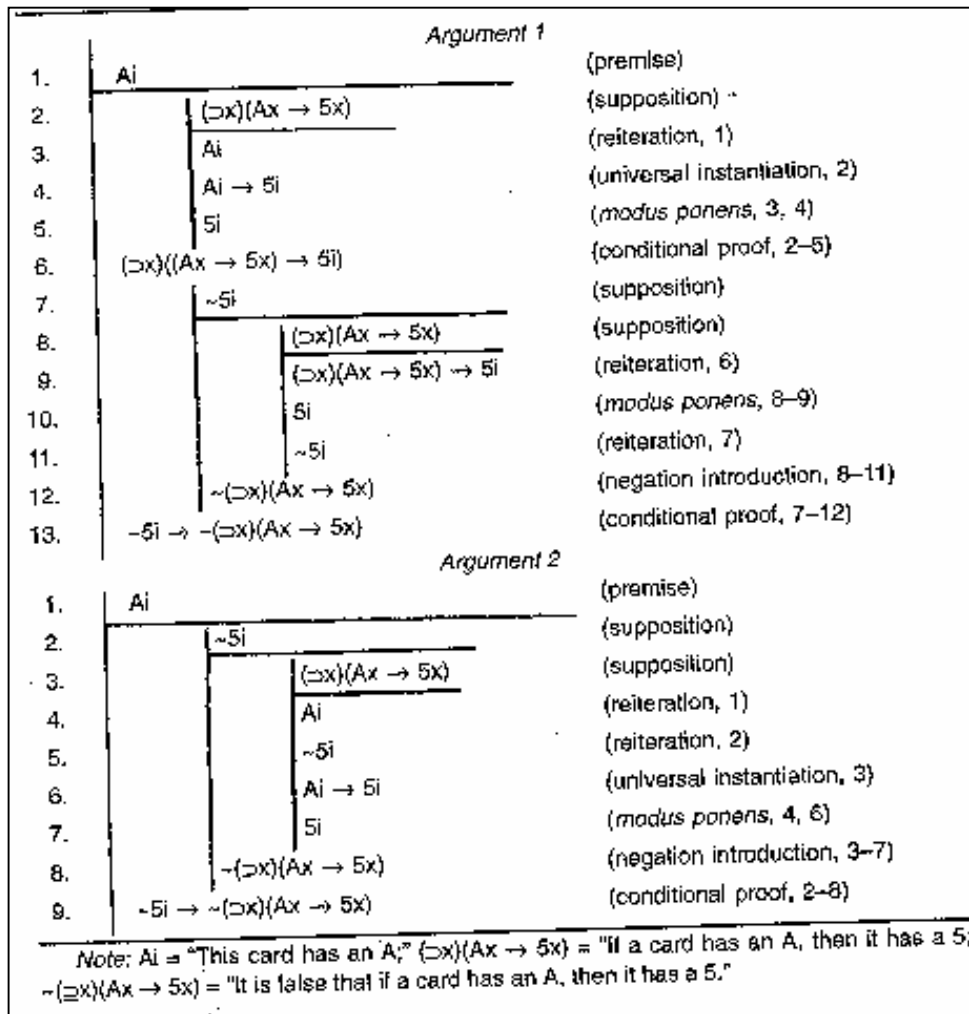 Argument 1
1. Ai (premise)
2. (⊃x)(Ax → 5x) (supposition)
3. Ai (reiteration, 1)
4. Ai → 5i (universal instantiation, 2)
5. 5i (modus ponens, 3, 4)
6. (⊃x)((Ax → 5x) → 5i) (conditional proof, 2–5)
7. ~5i (supposition)
8. (⊃x)(Ax → 5x) (supposition)
9. (⊃x)(Ax → 5x) → 5i (reiteration, 6)
10. 5i (modus ponens, 8–9)
11. ~5i (reiteration, 7)
12. ~(⊃x)(Ax → 5x) (negation introduction, 8–11)
13. ~5i → ~(⊃x)(Ax → 5x) (conditional proof, 7–12)
Argument 2
1. Ai (premise)
2. ~5i (supposition)
3. (⊃x)(Ax → 5x) (supposition)
4. Ai (reiteration, 1)
5. ~5i (reiteration, 2)
6. Ai → 5i (universal instantiation, 3)
7. 5i (modus ponens, 4, 6)
8. ~(⊃x)(Ax → 5x) (negation introduction, 3–7)
9. ~5i → ~(⊃x)(Ax → 5x) (conditional proof, 2–8)
Note: Ai = "This card has an A;" (⊃x)(Ax → 5x) = "If a card has an A, then it has a 5;
~(⊇x)(Ax → 5x) = "It is false that if a card has an A, then it has a 5."